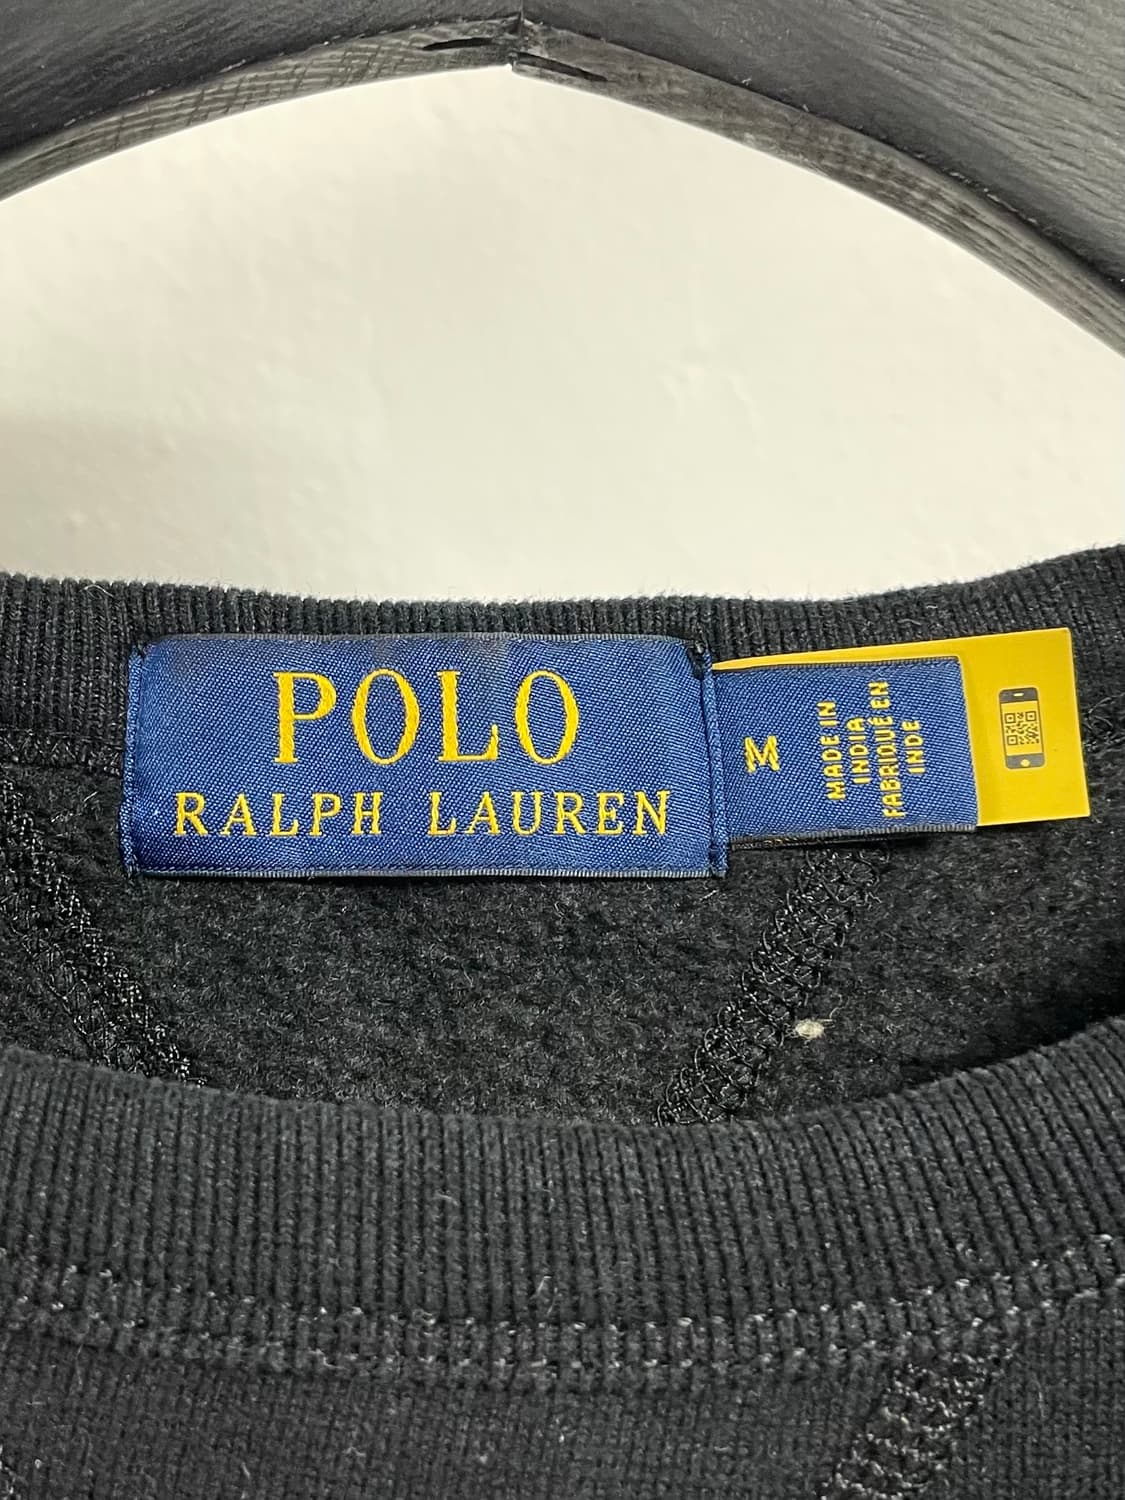 POLO
RALPH LAUREN
M
MADE IN
INDIA
FABRIQUÉ EN
INDE